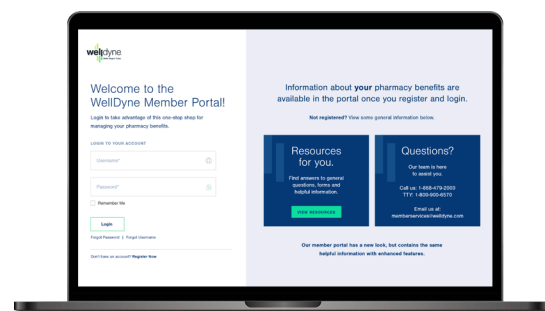 welldyne.
Welcome to the
WellDyne Member Portal!
Login to take advantage of this one-stop shop for
managing your pharmacy benefits.
LOGIN TO YOUR ACCOUNT
Username*
Password*
Remember Me
Login
Forgot Password | Forgot Username
Don't have an account? Register Now
Information about your pharmacy benefits are
available in the portal once you register and login.
Not registered? View some general information below.
Resources
for you.
Find answers to general
questions, forms and
helpful information.
VIEW RESOURCES
Questions?
Our team is here
to assist you.
Call us: 1-888-479-2000
TTY: 1-800-900-6570
Email us at:
memberservices@welldyne.com
Our member portal has a new look, but contains the same
helpful information with enhanced features.